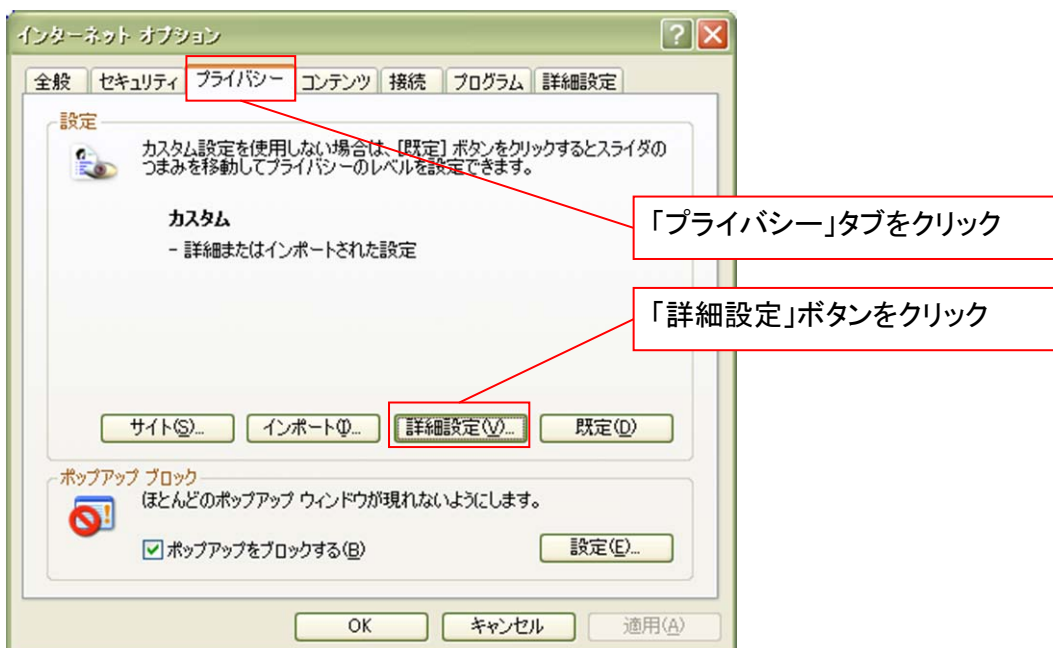 インターネット オプション
全般 セキュリティ プライバシー コンテンツ 接続 プログラム 詳細設定
設定
カスタム設定を使用しない場合は、[既定] ボタンをクリックするとスライダの
つまみを移動してプライバシーのレベルを設定できます。
カスタム
- 詳細またはインポートされた設定
「プライバシー」タブをクリック
「詳細設定」ボタンをクリック
サイト(S)... インポート(I)... 詳細設定(V)... 既定(D)
ポップアップ ブロック
ほとんどのポップアップ ウィンドウが現れないようにします。
ポップアップをブロックする(B) 設定(E)...
OK キャンセル 適用(A)